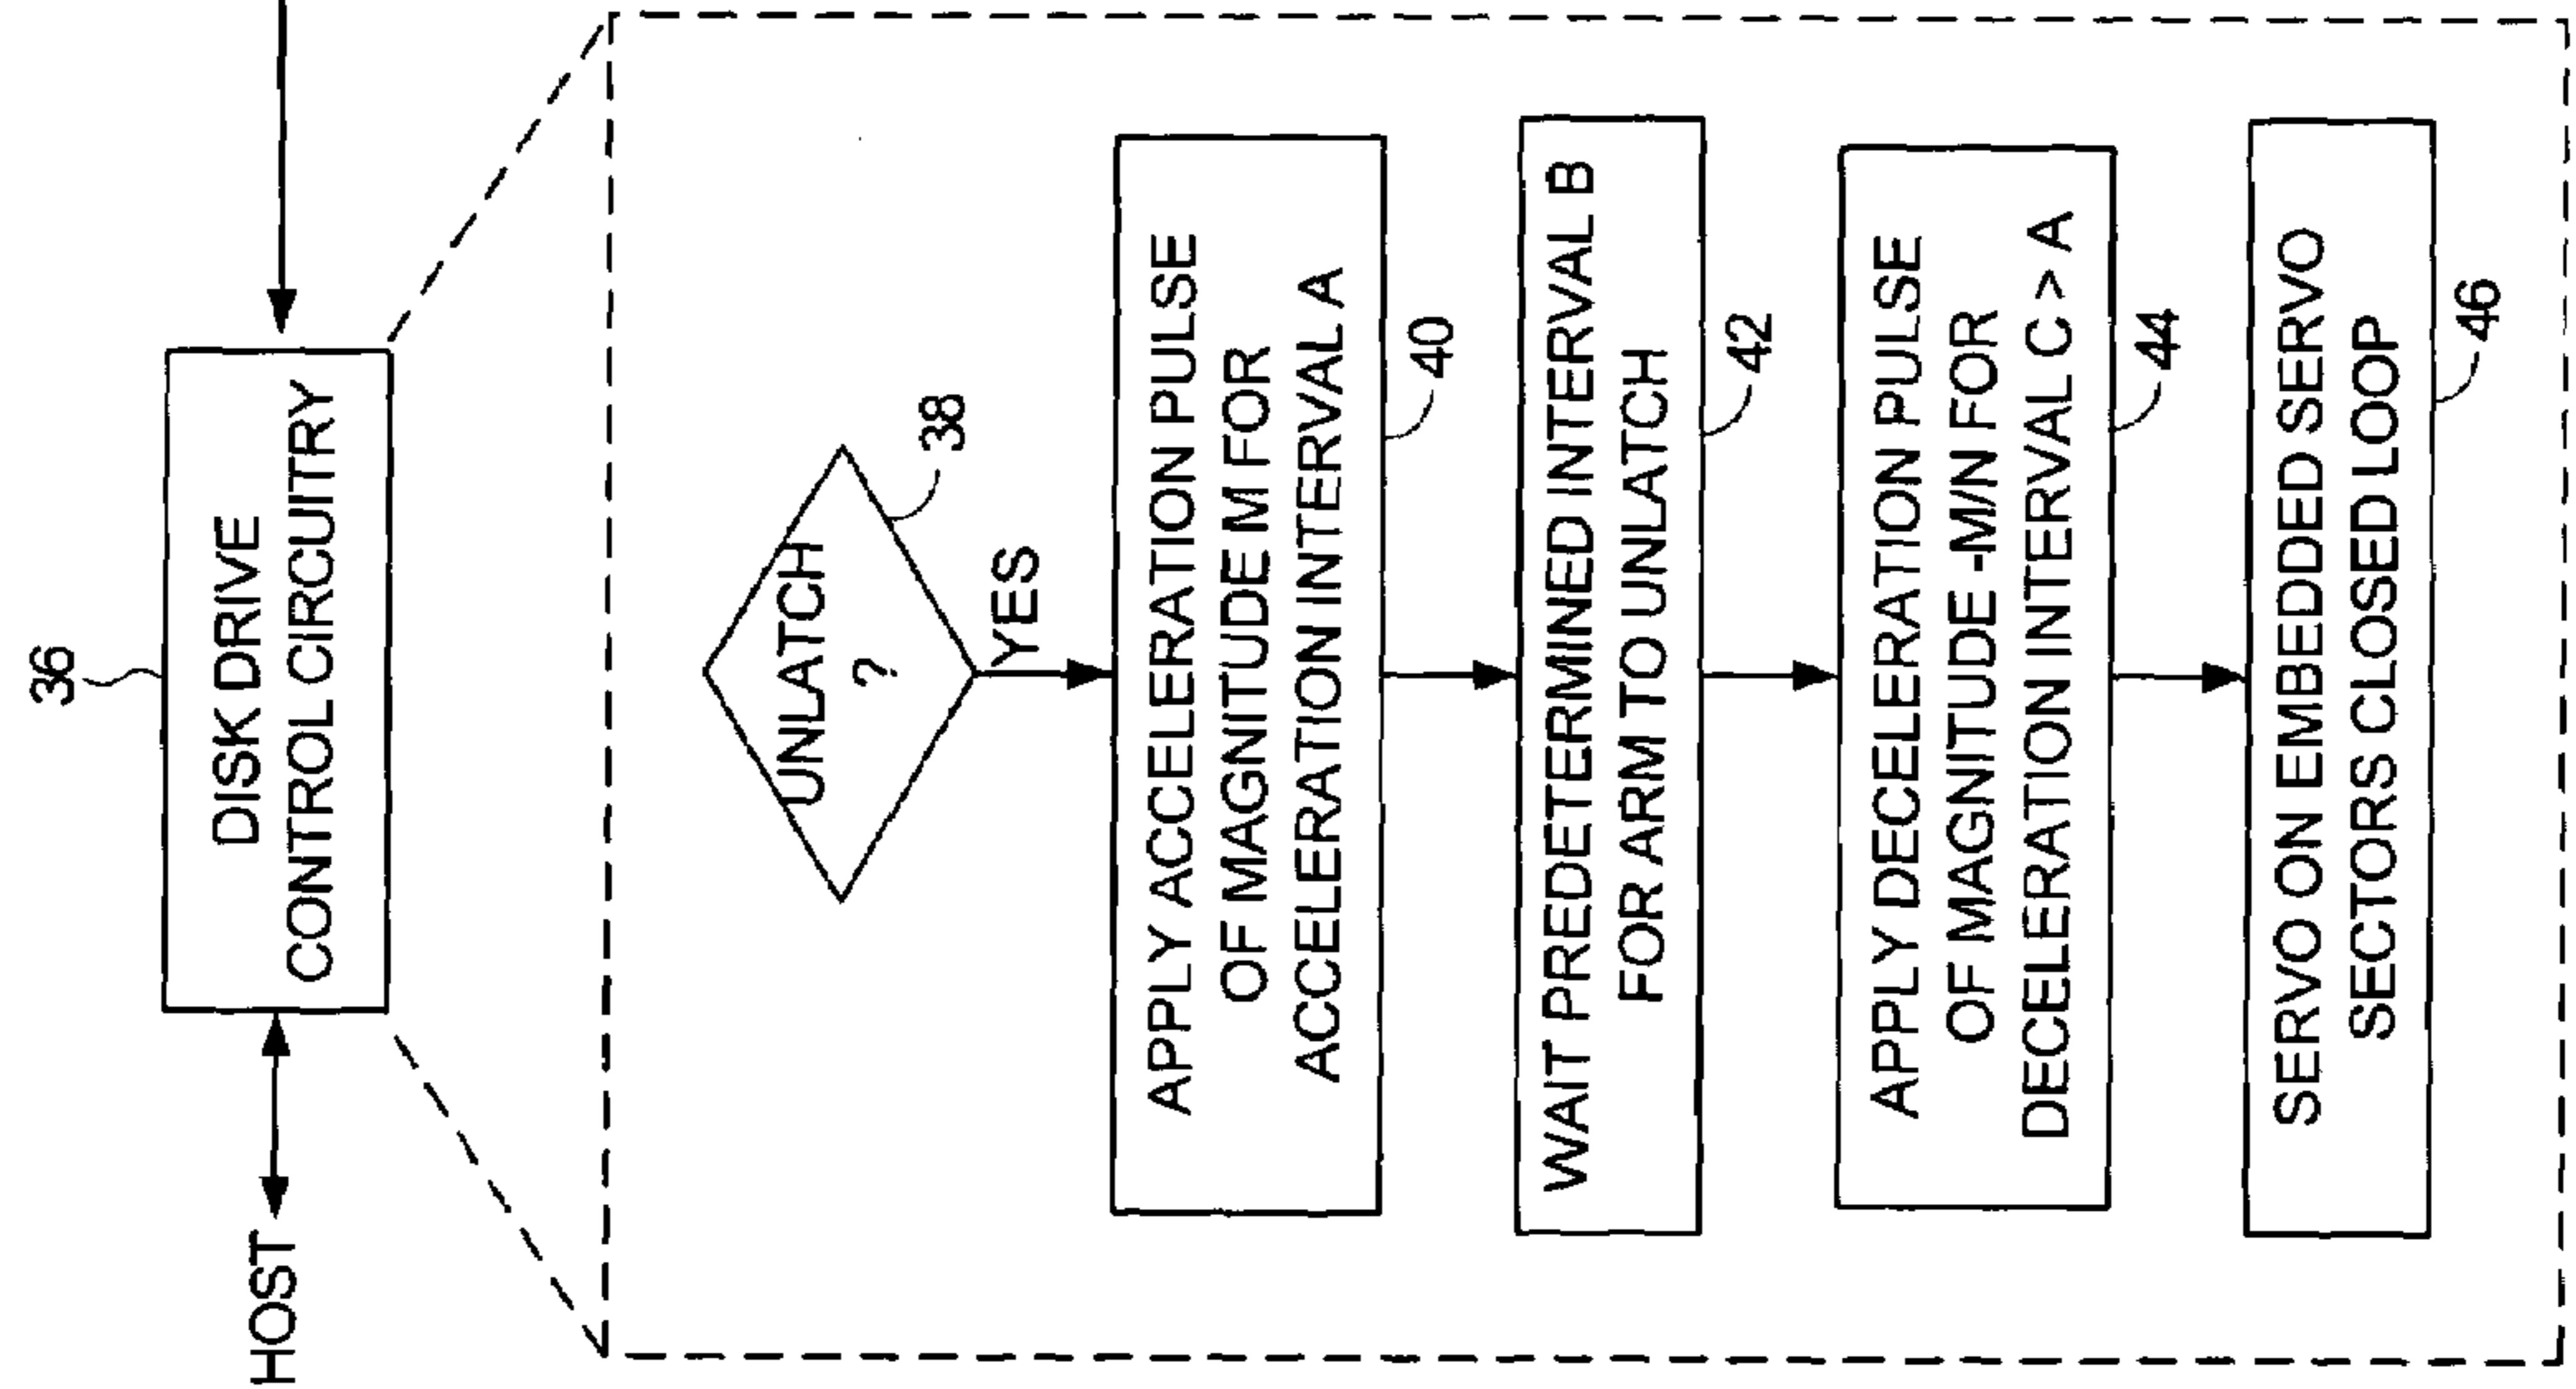 36
HOST
DISK DRIVE
CONTROL CIRCUITRY
UNLATCH
?
38
YES
APPLY ACCELERATION PULSE
OF MAGNITUDE M FOR
ACCELERATION INTERVAL A
40
WAIT PREDETERMINED INTERVAL B
FOR ARM TO UNLATCH
42
APPLY DECELERATION PULSE
OF MAGNITUDE -M/N FOR
DECELERATION INTERVAL C > A
44
SERVO ON EMBEDDED SERVO
SECTORS CLOSED LOOP
46